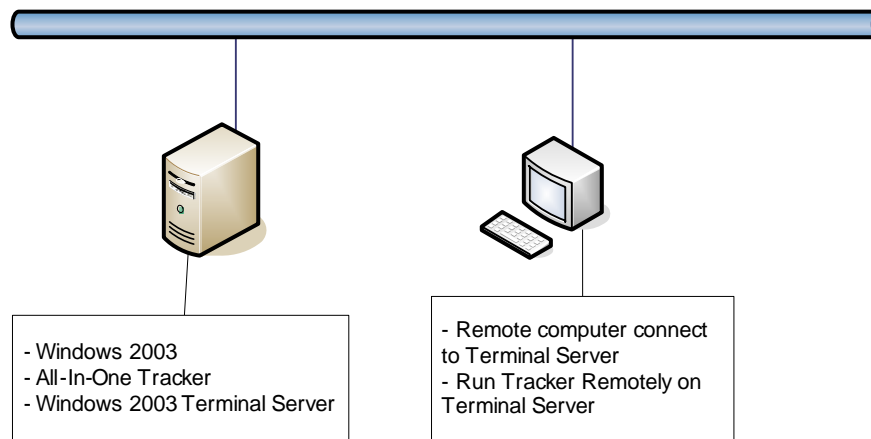 - Windows 2003
- All-In-One Tracker
- Windows 2003 Terminal Server
- Remote computer connect
to Terminal Server
- Run Tracker Remotely on
Terminal Server